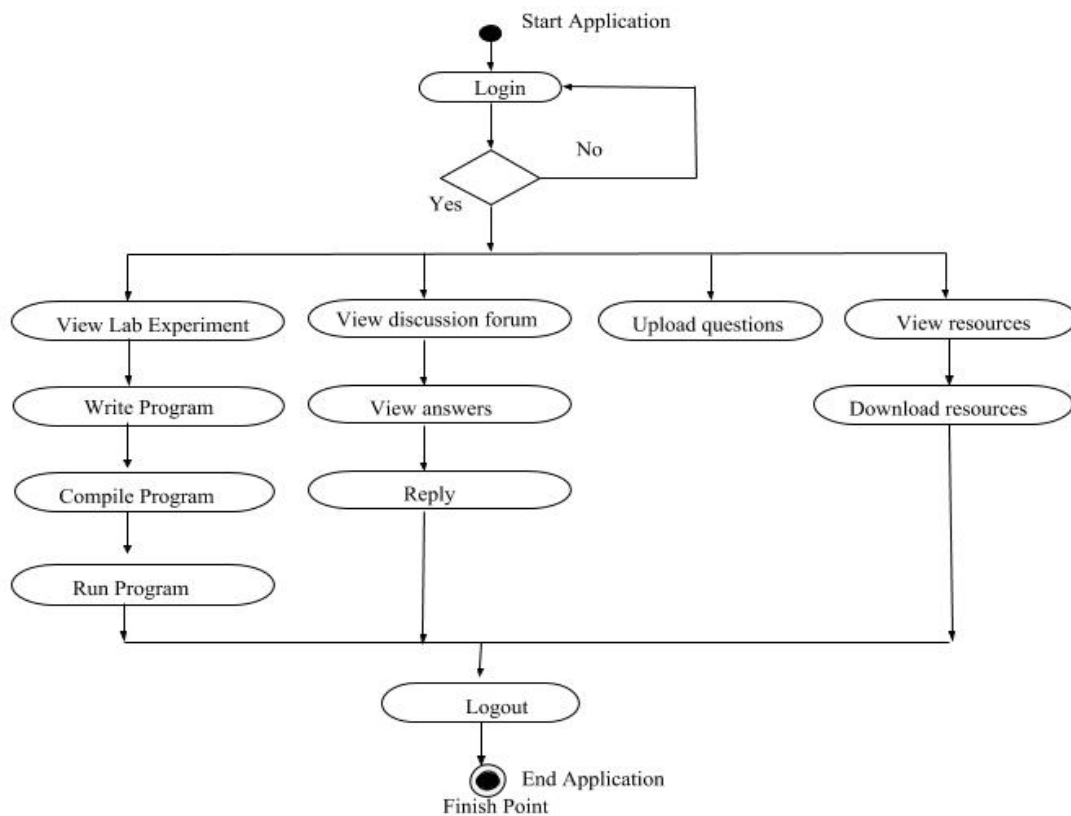 Start Application
Login
No
Yes
View Lab Experiment
View discussion forum
Upload questions
View resources
Write Program
View answers
Download resources
Compile Program
Reply
Run Program
Logout
End Application
Finish Point